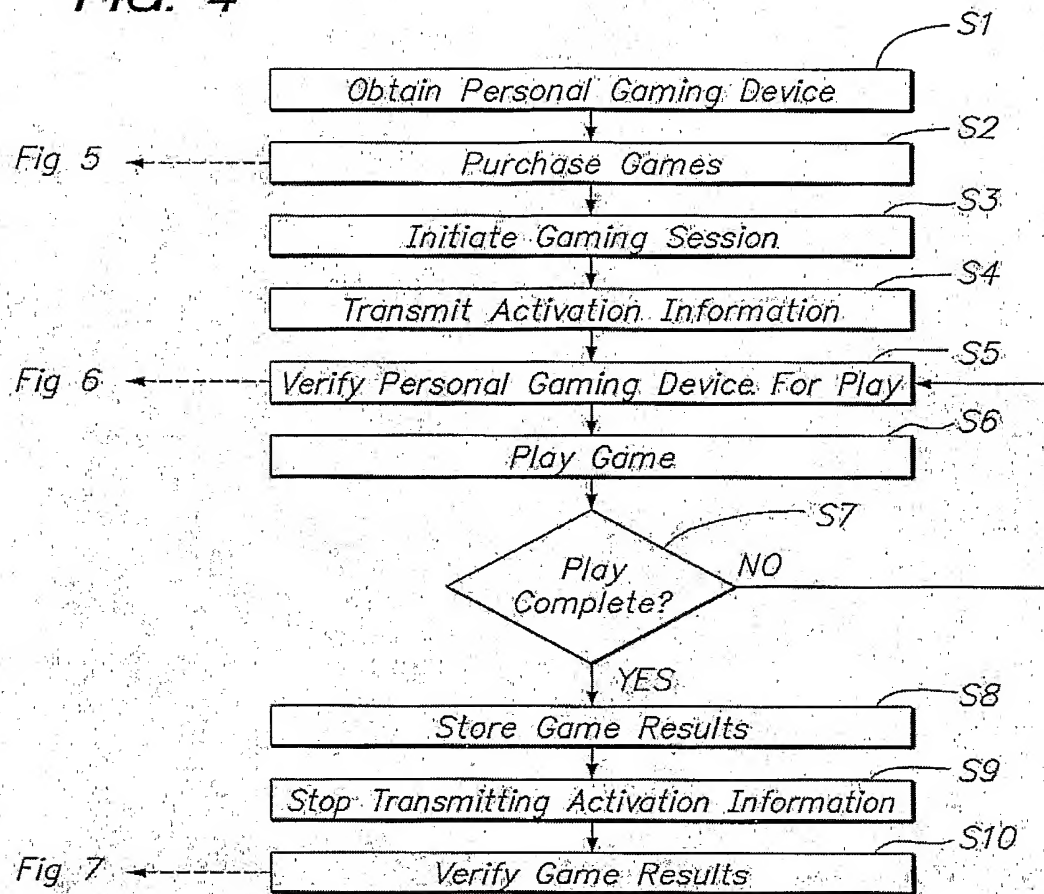 FIG. 4
S1
Obtain Personal Gaming Device
S2
Fig 5
Purchase Games
S3
Initiate Gaming Session
S4
Transmit Activation Information
S5
Fig 6
Verify Personal Gaming Device For Play
S6
Play Game
S7
Play
Complete?
NO
YES
S8
Store Game Results
S9
Stop Transmitting Activation Information
S10
Fig 7
Verify Game Results